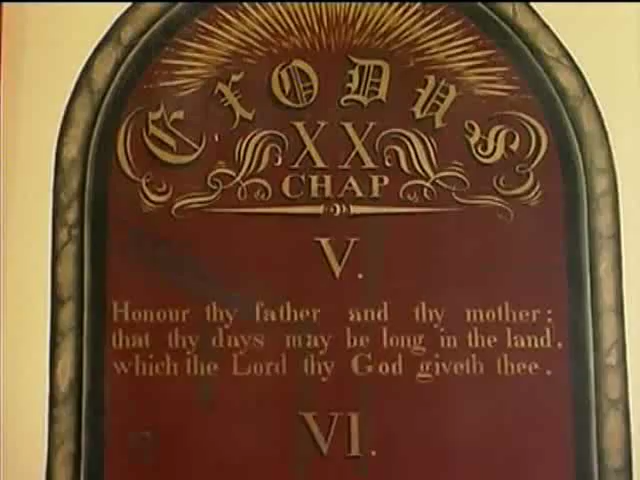 Exodus
XX
CHAP
V.
Honour thy father and thy mother;
that thy days may be long in the land,
which the Lord thy God giveth thee.
VI.